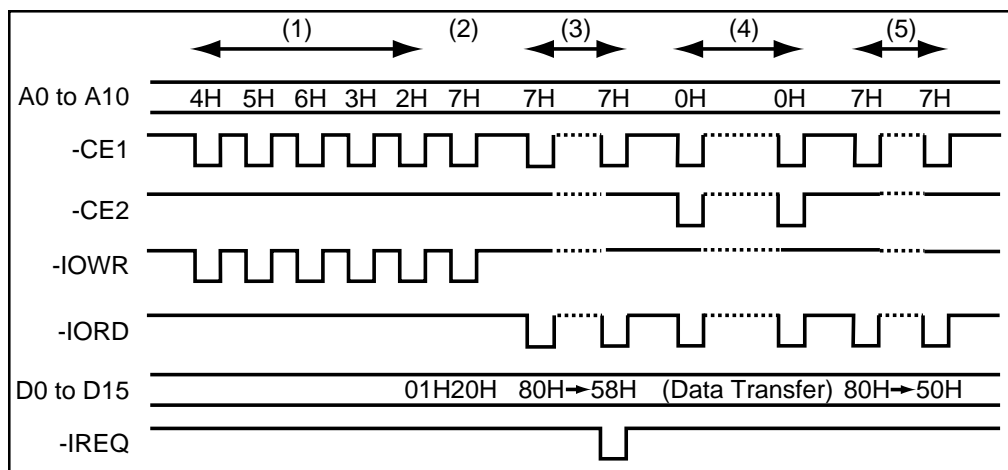 (1) (2) (3) (4) (5)
A0 to A10 4H 5H 6H 3H 2H 7H 7H 7H 0H 0H 7H 7H
-CE1
-CE2
-IOWR
-IORD
D0 to D15 01H20H 80H→58H (Data Transfer) 80H→50H
-IREQ